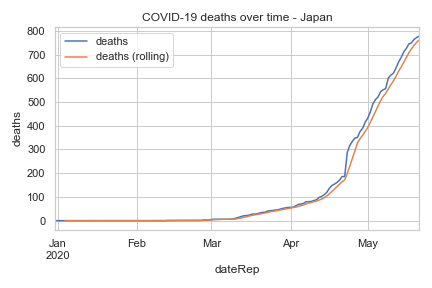 COVID-19 deaths over time - Japan
deaths
deaths (rolling)
800
700
600
500
400
300
200
100
0
deaths
Jan Feb Mar Apr May
2020
dateRep